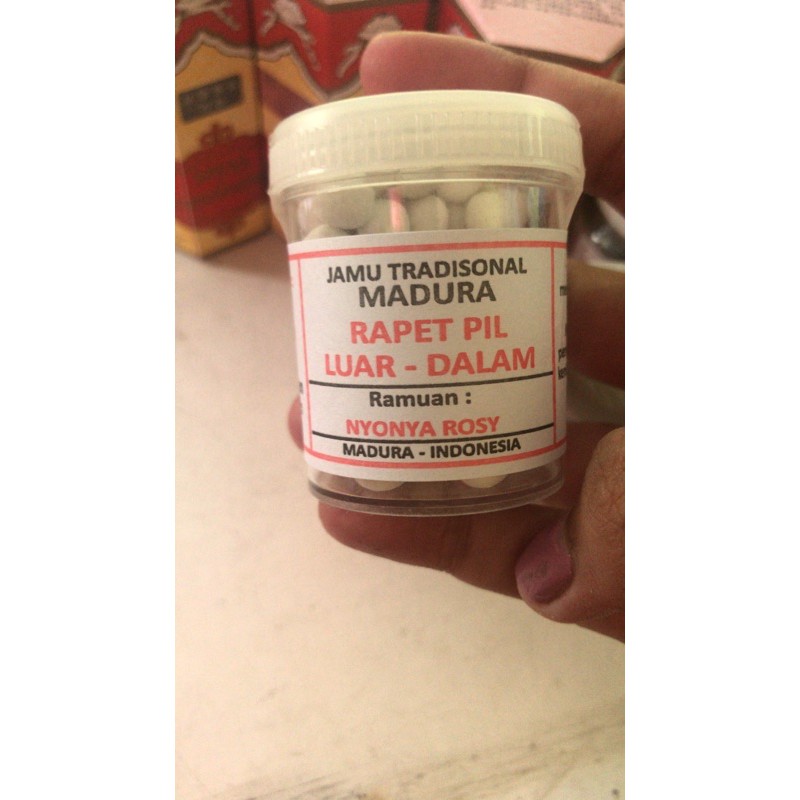 JAMU TRADISONAL
MADURA
RAPET PIL
LUAR - DALAM
Ramuan :
NYONYA ROSY
MADURA - INDONESIA